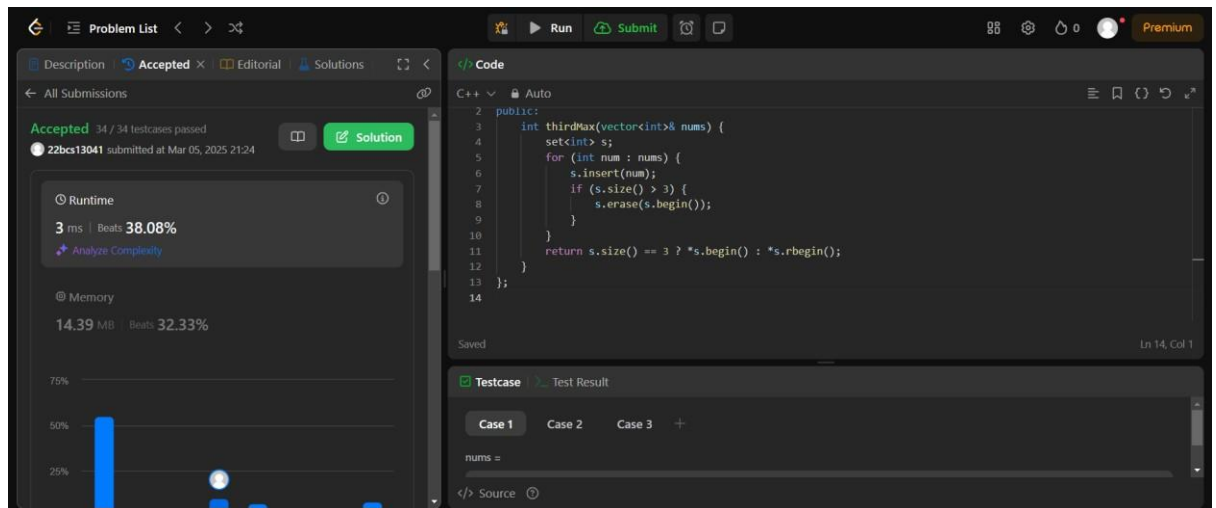 Problem List
Run
Submit
0
Premium
Description
Accepted
Editorial
Solutions
All Submissions
Accepted 34 / 34 testcases passed
22bcs13041 submitted at Mar 05, 2025 21:24
Solution
Runtime
3 ms | Beats 38.08%
Analyze Complexity
Memory
14.39 MB | Beats 32.33%
75%
50%
25%
</> Code
C++ Auto
2 public:
3 int thirdMax(vector<int>& nums) {
4 set<int> s;
5 for (int num : nums) {
6 s.insert(num);
7 if (s.size() > 3) {
8 s.erase(s.begin());
9 }
10 }
11 return s.size() == 3 ? *s.begin() : *s.rbegin();
12 }
13 };
14
Saved
Ln 14, Col 1
Testcase
>_ Test Result
Case 1 Case 2 Case 3 +
nums =
</> Source